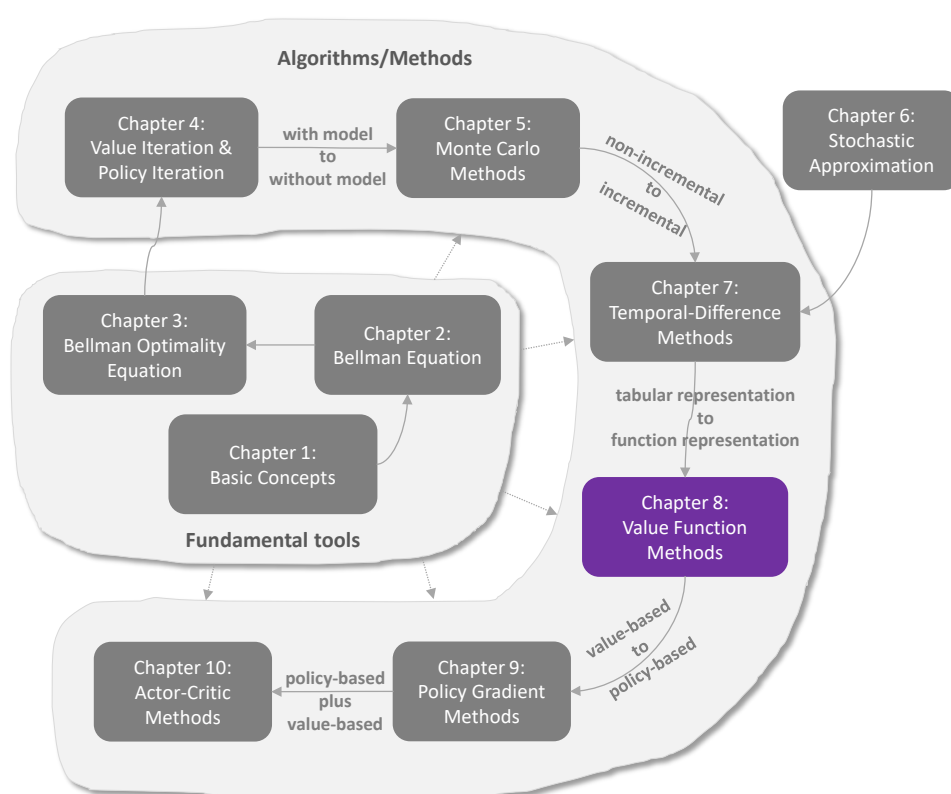 Algorithms/Methods
Chapter 4:
Value Iteration &
Policy Iteration
with model
to
without model
Chapter 5:
Monte Carlo
Methods
non-incremental
to
incremental
Chapter 6:
Stochastic
Approximation
Chapter 3:
Bellman Optimality
Equation
Chapter 2:
Bellman Equation
Chapter 7:
Temporal-Difference
Methods
Chapter 1:
Basic Concepts
tabular representation
to
function representation
Fundamental tools
Chapter 8:
Value Function
Methods
value-based
to
policy-based
Chapter 10:
Actor-Critic
Methods
policy-based
plus
value-based
Chapter 9:
Policy Gradient
Methods